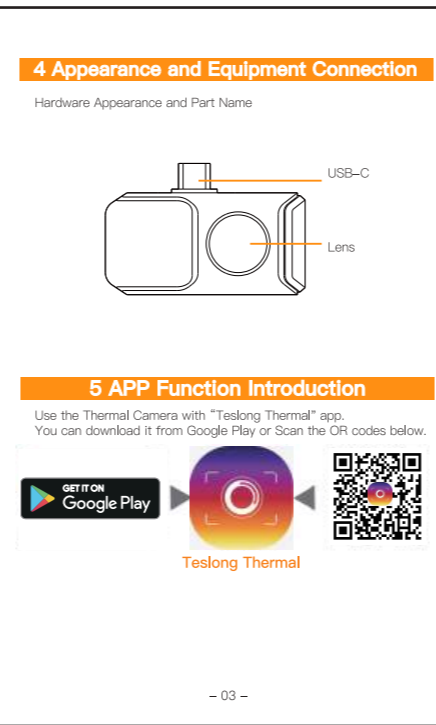 4 Appearance and Equipment Connection
Hardware Appearance and Part Name
USB-C
Lens
5 APP Function Introduction
Use the Thermal Camera with “Teslong Thermal” app.
You can download it from Google Play or Scan the OR codes below.
GET IT ON
Google Play
Teslong Thermal
– 03 –